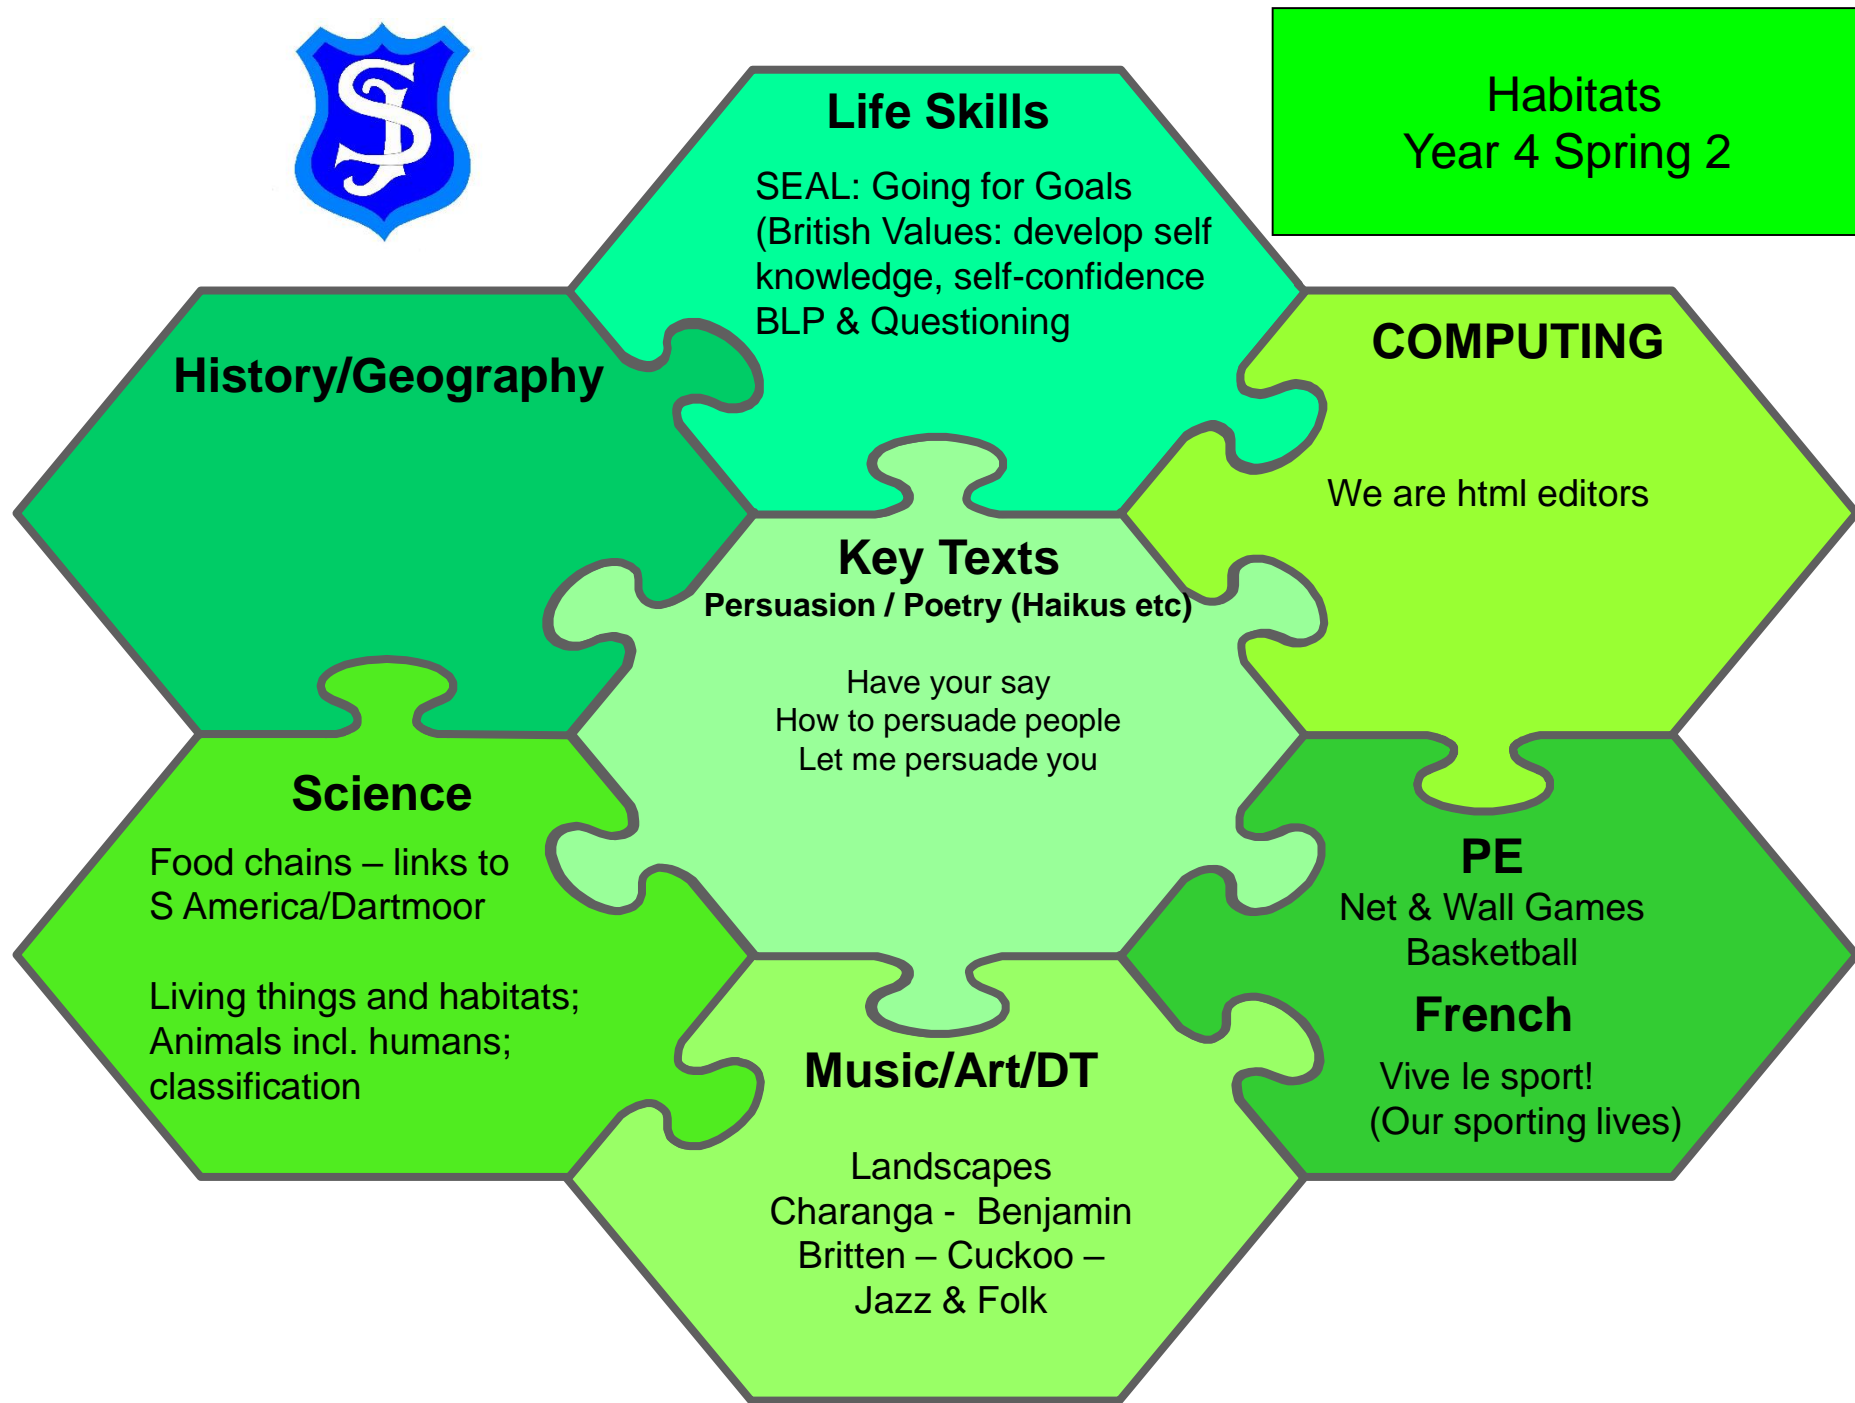 Habitats
Year 4 Spring 2
Life Skills
SEAL: Going for Goals
(British Values: develop self
knowledge, self-confidence
BLP & Questioning
History/Geography
COMPUTING
We are html editors
Key Texts
Persuasion / Poetry (Haikus etc)
Have your say
How to persuade people
Let me persuade you
Science
Food chains – links to
S America/Dartmoor
Living things and habitats;
Animals incl. humans;
classification
PE
Net & Wall Games
Basketball
French
Vive le sport!
(Our sporting lives)
Music/Art/DT
Landscapes
Charanga - Benjamin
Britten – Cuckoo –
Jazz & Folk